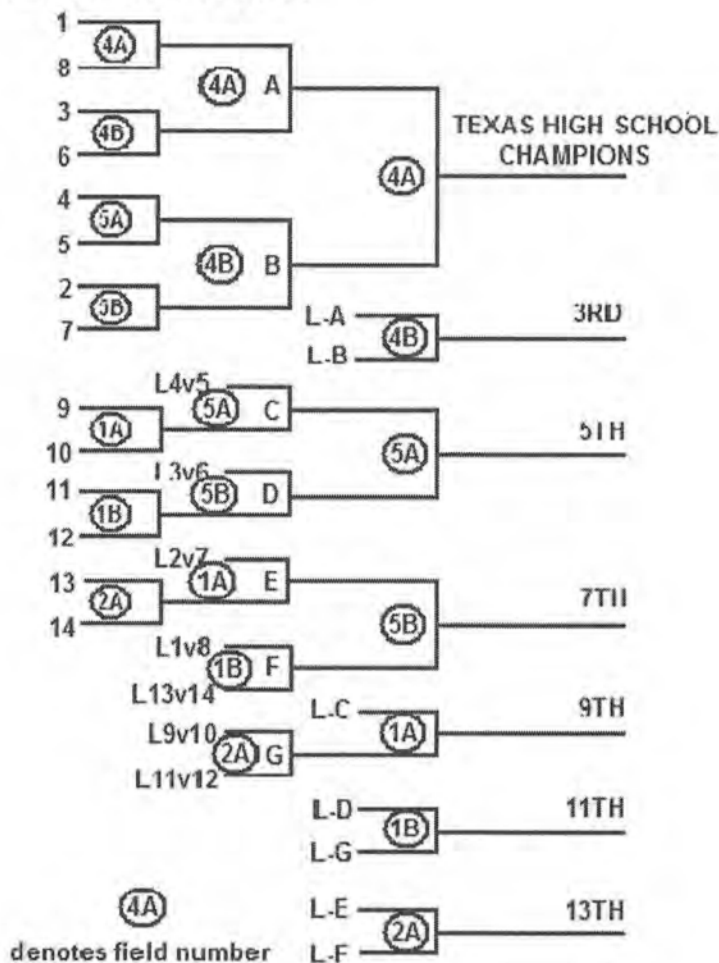 1
4A
8
4A A
3
4B
6
TEXAS HIGH SCHOOL
CHAMPIONS
4A
4
5A
5
4B B
2
5B
7
L-A
4B
L-B
3RD
L4v5
5A C
9
1A
10
5A
5TH
L3v6
5B D
11
1B
12
L2v7
1A E
13
2A
14
5B
7TH
L1v8
1B F
L13v14
L-C
1A
9TH
L9v10
2A G
L11v12
L-D
1B
L-G
11TH
4A
denotes field number
L-E
2A
L-F
13TH